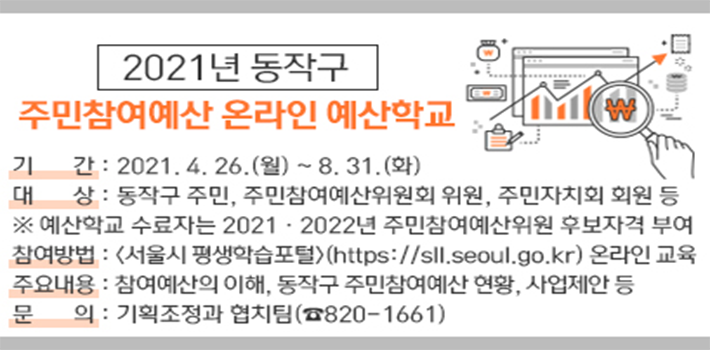 2021년 동작구
주민참여예산 온라인 예산학교
기 간 : 2021. 4. 26.(월) ~ 8. 31.(화)
대 상 : 동작구 주민, 주민참여예산위원회 위원, 주민자치회 회원 등
※ 예산학교 수료자는 2021 · 2022년 주민참여예산위원 후보자격 부여
참여방법 : <서울시 평생학습포털>(https://sll.seoul.go.kr) 온라인 교육
주요내용 : 참여예산의 이해, 동작구 주민참여예산 현황, 사업제안 등
문 의 : 기획조정과 협치팀(☎820-1661)